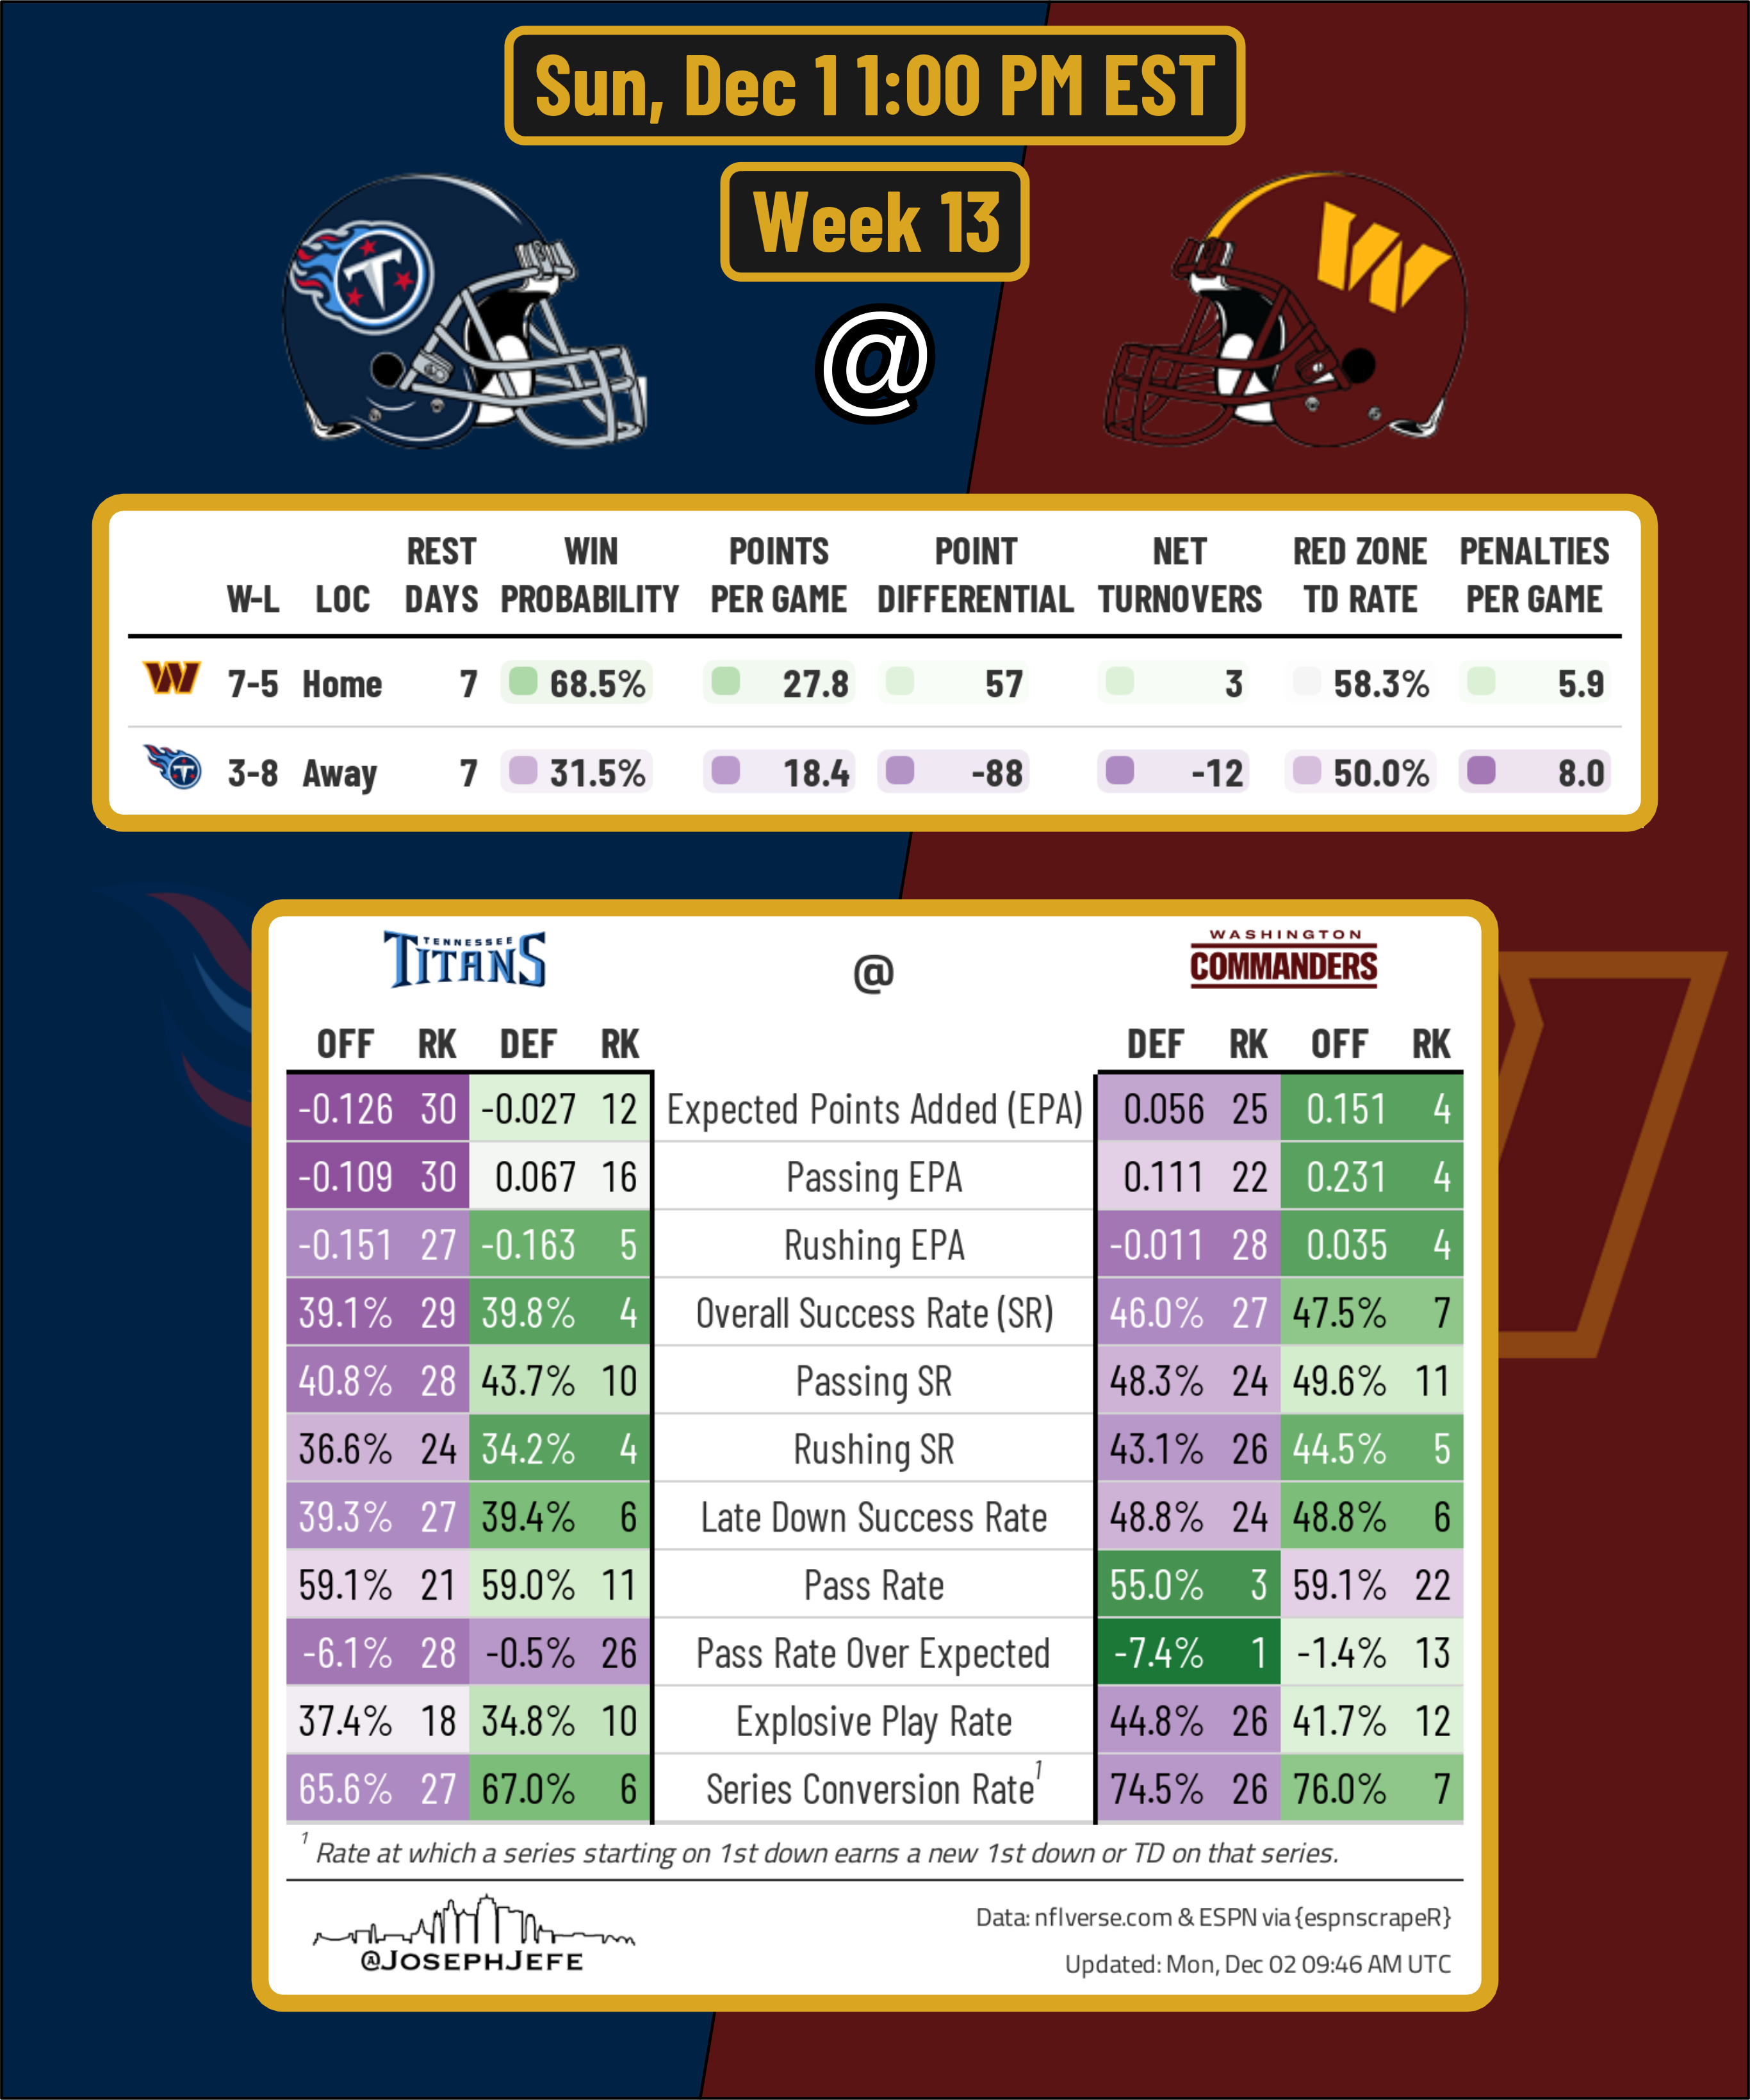 Sun, Dec 1 1:00 PM EST
Week 13
@
W-L LOC REST DAYS WIN PROBABILITY POINTS PER GAME POINT DIFFERENTIAL NET TURNOVERS RED ZONE TD RATE PENALTIES PER GAME
W 7-5 Home 7 68.5% 27.8 57 3 58.3% 5.9
T 3-8 Away 7 31.5% 18.4 -88 -12 50.0% 8.0
TENNESSEE TITANS @ WASHINGTON COMMANDERS
OFF RK DEF RK DEF RK OFF RK
-0.126 30 -0.027 12 Expected Points Added (EPA) 0.056 25 0.151 4
-0.109 30 0.067 16 Passing EPA 0.111 22 0.231 4
-0.151 27 -0.163 5 Rushing EPA -0.011 28 0.035 4
39.1% 29 39.8% 4 Overall Success Rate (SR) 46.0% 27 47.5% 7
40.8% 28 43.7% 10 Passing SR 48.3% 24 49.6% 11
36.6% 24 34.2% 4 Rushing SR 43.1% 26 44.5% 5
39.3% 27 39.4% 6 Late Down Success Rate 48.8% 24 48.8% 6
59.1% 21 59.0% 11 Pass Rate 55.0% 3 59.1% 22
-6.1% 28 -0.5% 26 Pass Rate Over Expected -7.4% 1 -1.4% 13
37.4% 18 34.8% 10 Explosive Play Rate 44.8% 26 41.7% 12
65.6% 27 67.0% 6 Series Conversion Rate1 74.5% 26 76.0% 7
1 Rate at which a series starting on 1st down earns a new 1st down or TD on that series.
@JOSEPHJEFE
Data: nflverse.com & ESPN via {espnscrapeR}
Updated: Mon, Dec 02 09:46 AM UTC